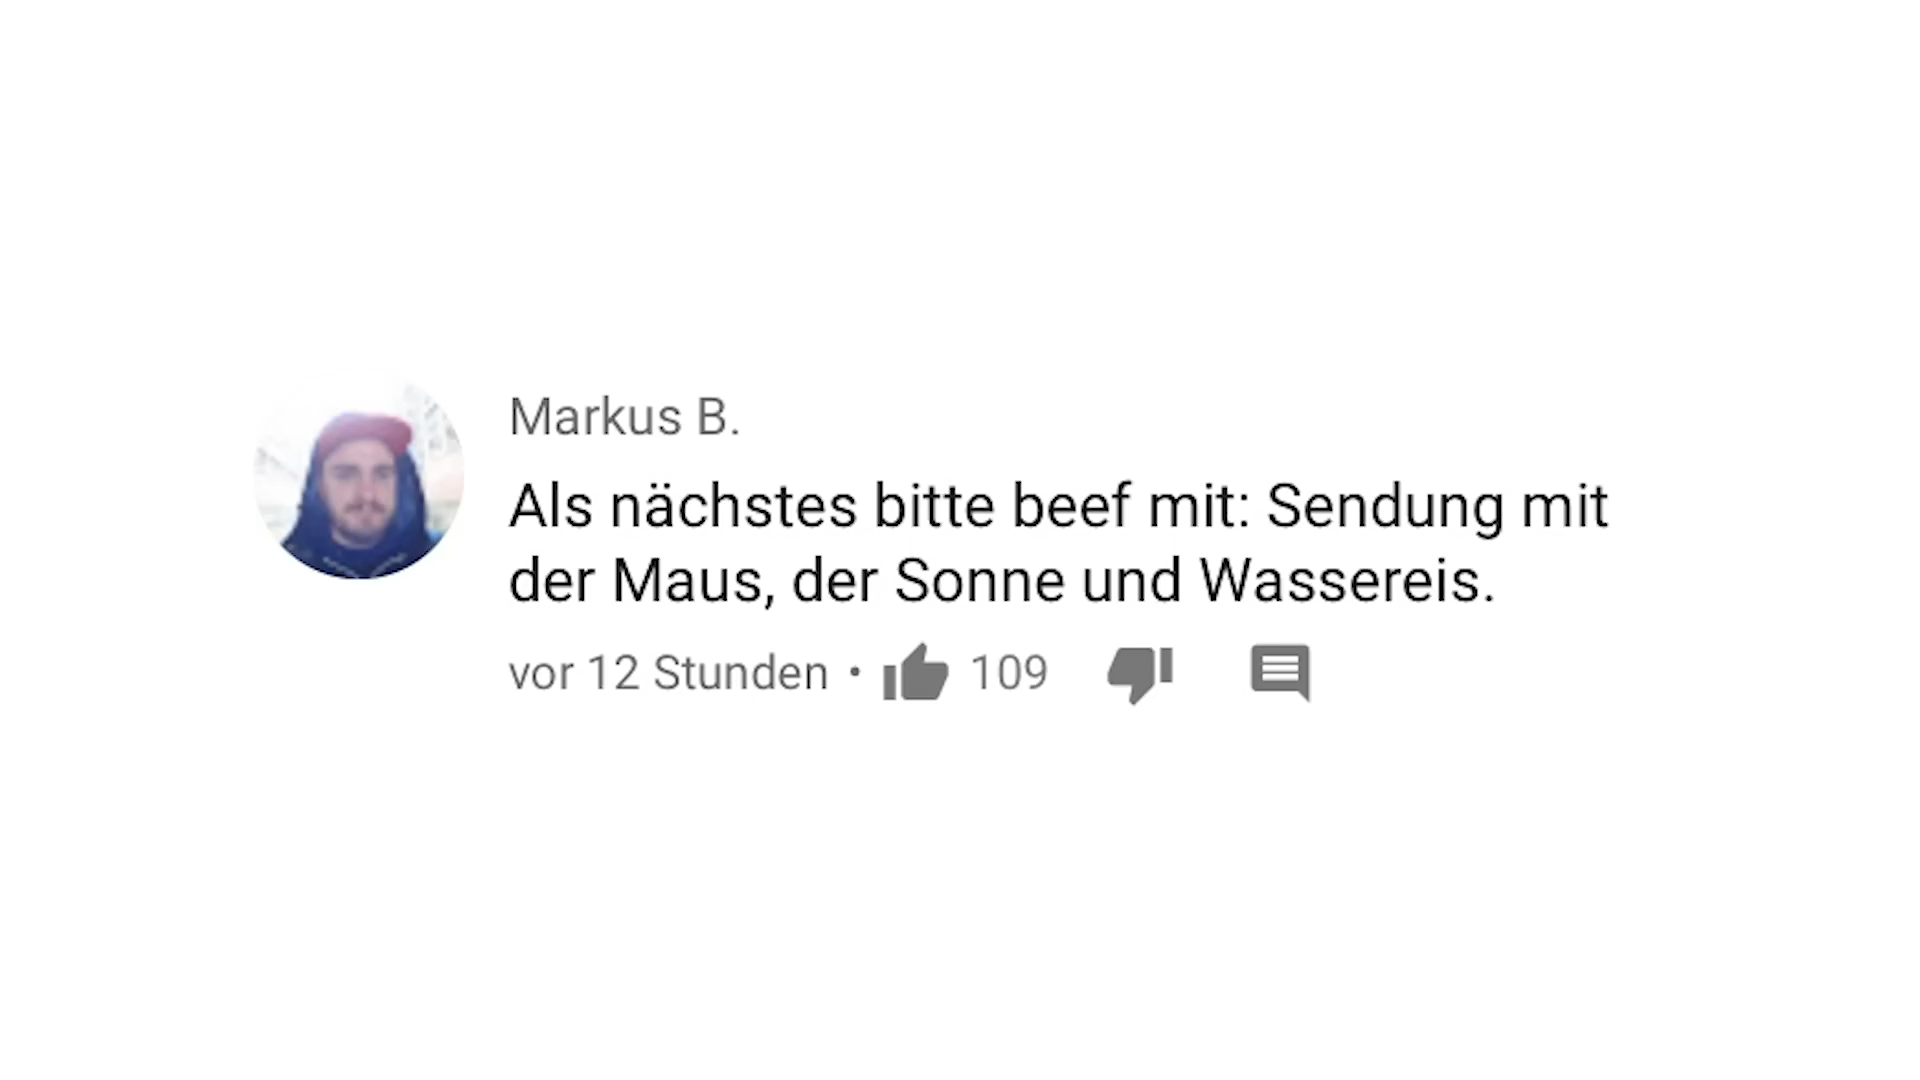 Markus B.
Als nächstes bitte beef mit: Sendung mit
der Maus, der Sonne und Wassereis.
vor 12 Stunden • 109